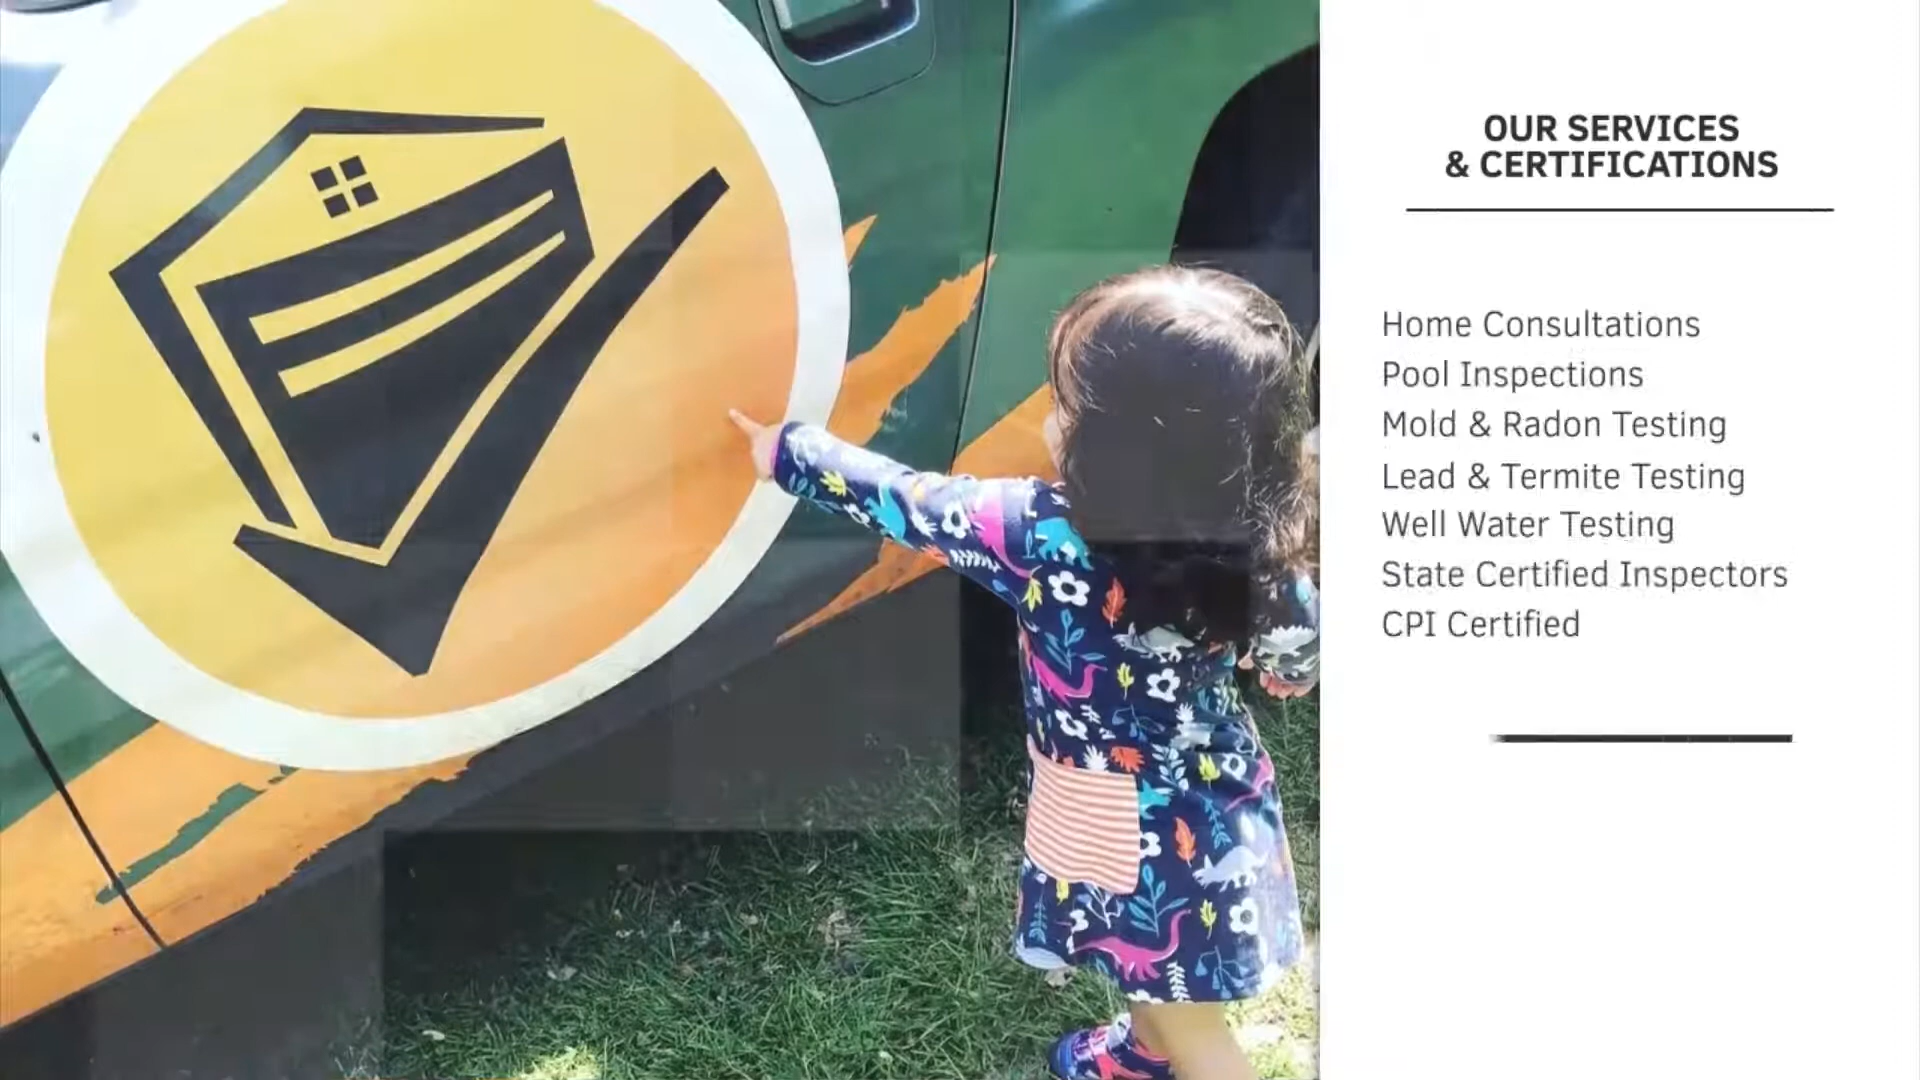 OUR SERVICES
& CERTIFICATIONS
Home Consultations
Pool Inspections
Mold & Radon Testing
Lead & Termite Testing
Well Water Testing
State Certified Inspectors
CPI Certified